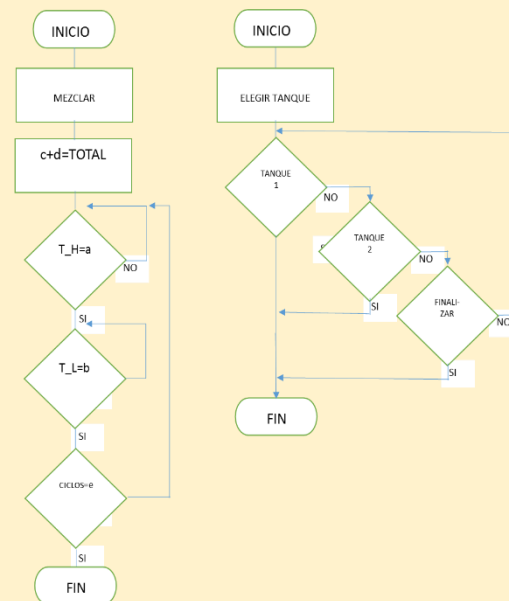 INICIO
MEZCLAR
c+d=TOTAL
T_H=a
NO
SI
T_L=b
SI
CICLOS=e
SI
FIN
INICIO
ELEGIR TANQUE
TANQUE
1
NO
TANQUE
2
NO
SI
FINALI-
ZAR
NO
SI
FIN